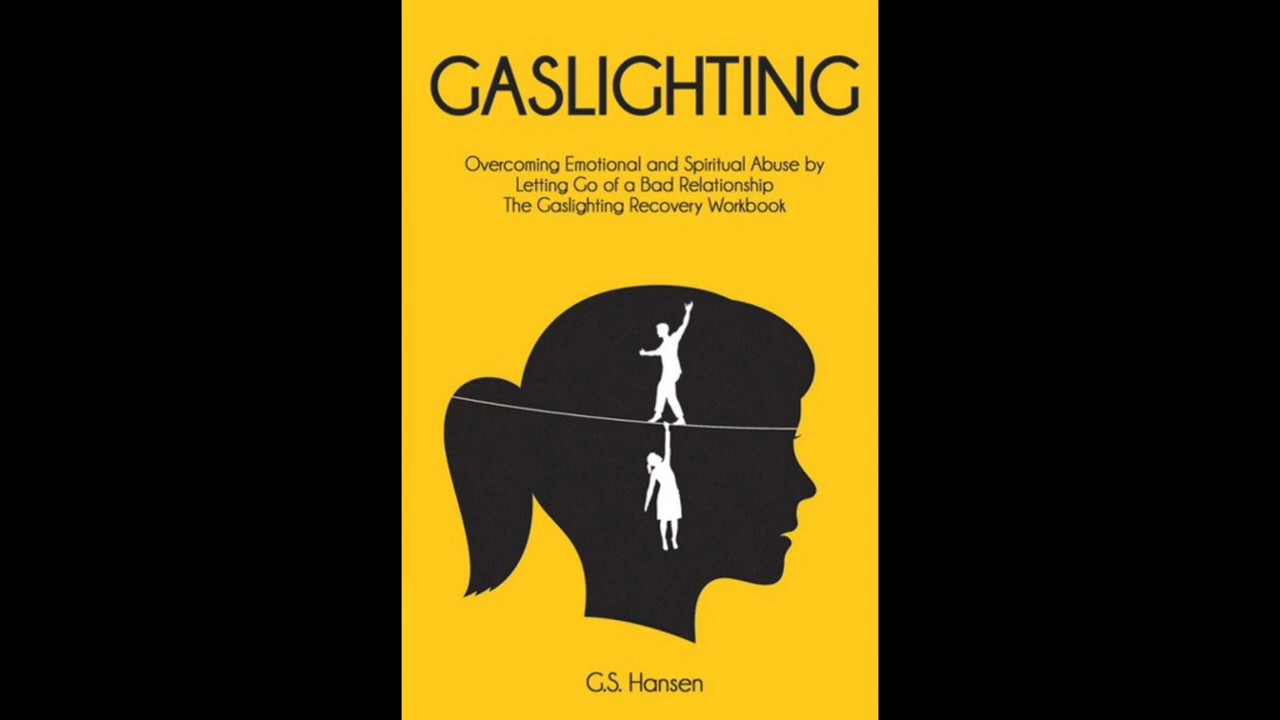 GASLIGHTING
Overcoming Emotional and Spiritual Abuse by
Letting Go of a Bad Relationship
The Gaslighting Recovery Workbook
G.S. Hansen